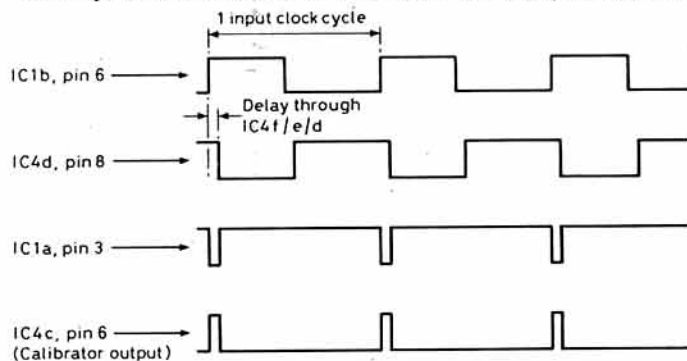 1 input clock cycle
IC1b, pin 6
Delay through
IC4f/e/d
IC4d, pin 8
IC1a, pin 3
IC4c, pin 6
(Calibrator output)